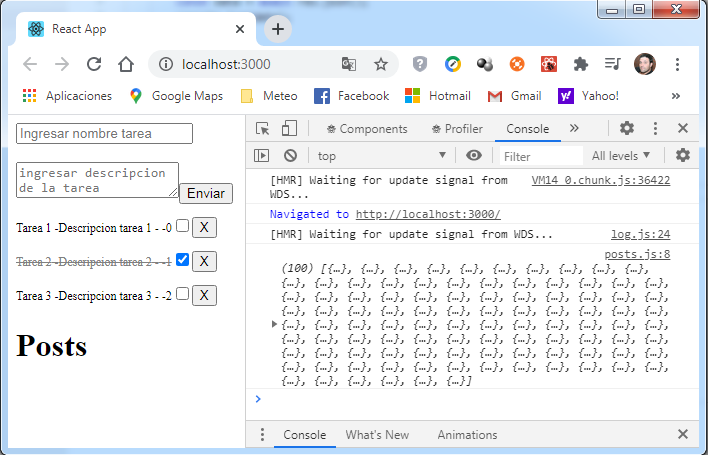 React App
localhost:3000
Aplicaciones Google Maps Meteo Facebook Hotmail Gmail Yahoo! »
Ingresar nombre tarea
ingresar descripcion
de la tarea
Enviar
Tarea 1 -Descripcion tarea 1 - -0 X
Tarea 2 -Descripcion tarea 2 - -1 X
Tarea 3 -Descripcion tarea 3 - -2 X
Posts
Components Profiler Console »
top Filter All levels
[HMR] Waiting for update signal from VM14 0.chunk.js:36422
WDS...
Navigated to http://localhost:3000/
[HMR] Waiting for update signal from WDS... log.js:24
posts.js:8
(100) [{…}, {…}, {…}, {…}, {…}, {…}, {…}, {…}, {…}, {…},
{…}, {…}, {…}, {…}, {…}, {…}, {…}, {…}, {…}, {…}, {…}, {…},
{…}, {…}, {…}, {…}, {…}, {…}, {…}, {…}, {…}, {…}, {…}, {…},
{…}, {…}, {…}, {…}, {…}, {…}, {…}, {…}, {…}, {…}, {…}, {…},
{…}, {…}, {…}, {…}, {…}, {…}, {…}, {…}, {…}, {…}, {…}, {…},
{…}, {…}, {…}, {…}, {…}, {…}, {…}, {…}, {…}, {…}, {…}, {…},
{…}, {…}, {…}, {…}, {…}, {…}, {…}, {…}, {…}, {…}, {…}, {…},
{…}, {…}, {…}, {…}, {…}, {…}, {…}, {…}, {…}, {…}, {…}, {…},
{…}, {…}, {…}, {…}, {…}, {…}]
Console What's New Animations